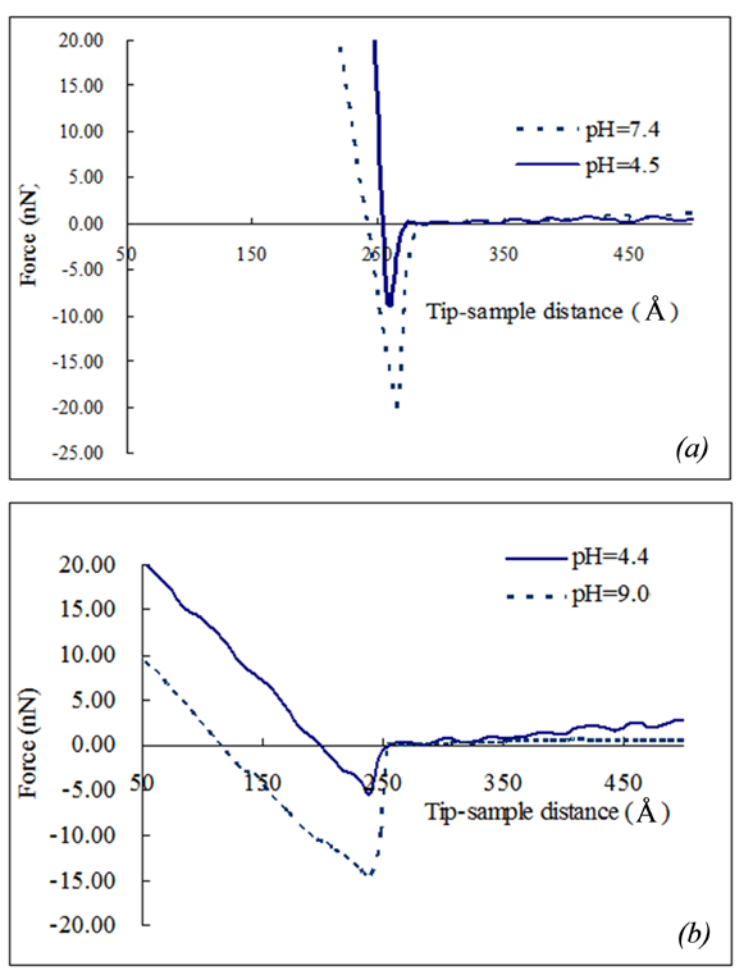 20.00
15.00
10.00
5.00
0.00
-5.00
-10.00
-15.00
-20.00
-25.00
50 150 250 350 450
Force (nN)
Tip-sample distance ( Å )
pH=7.4
pH=4.5
(a)
20.00
15.00
10.00
5.00
0.00
-5.00
-10.00
-15.00
-20.00
50 150 250 350 450
Force (nN)
Tip-sample distance ( Å )
pH=4.4
pH=9.0
(b)